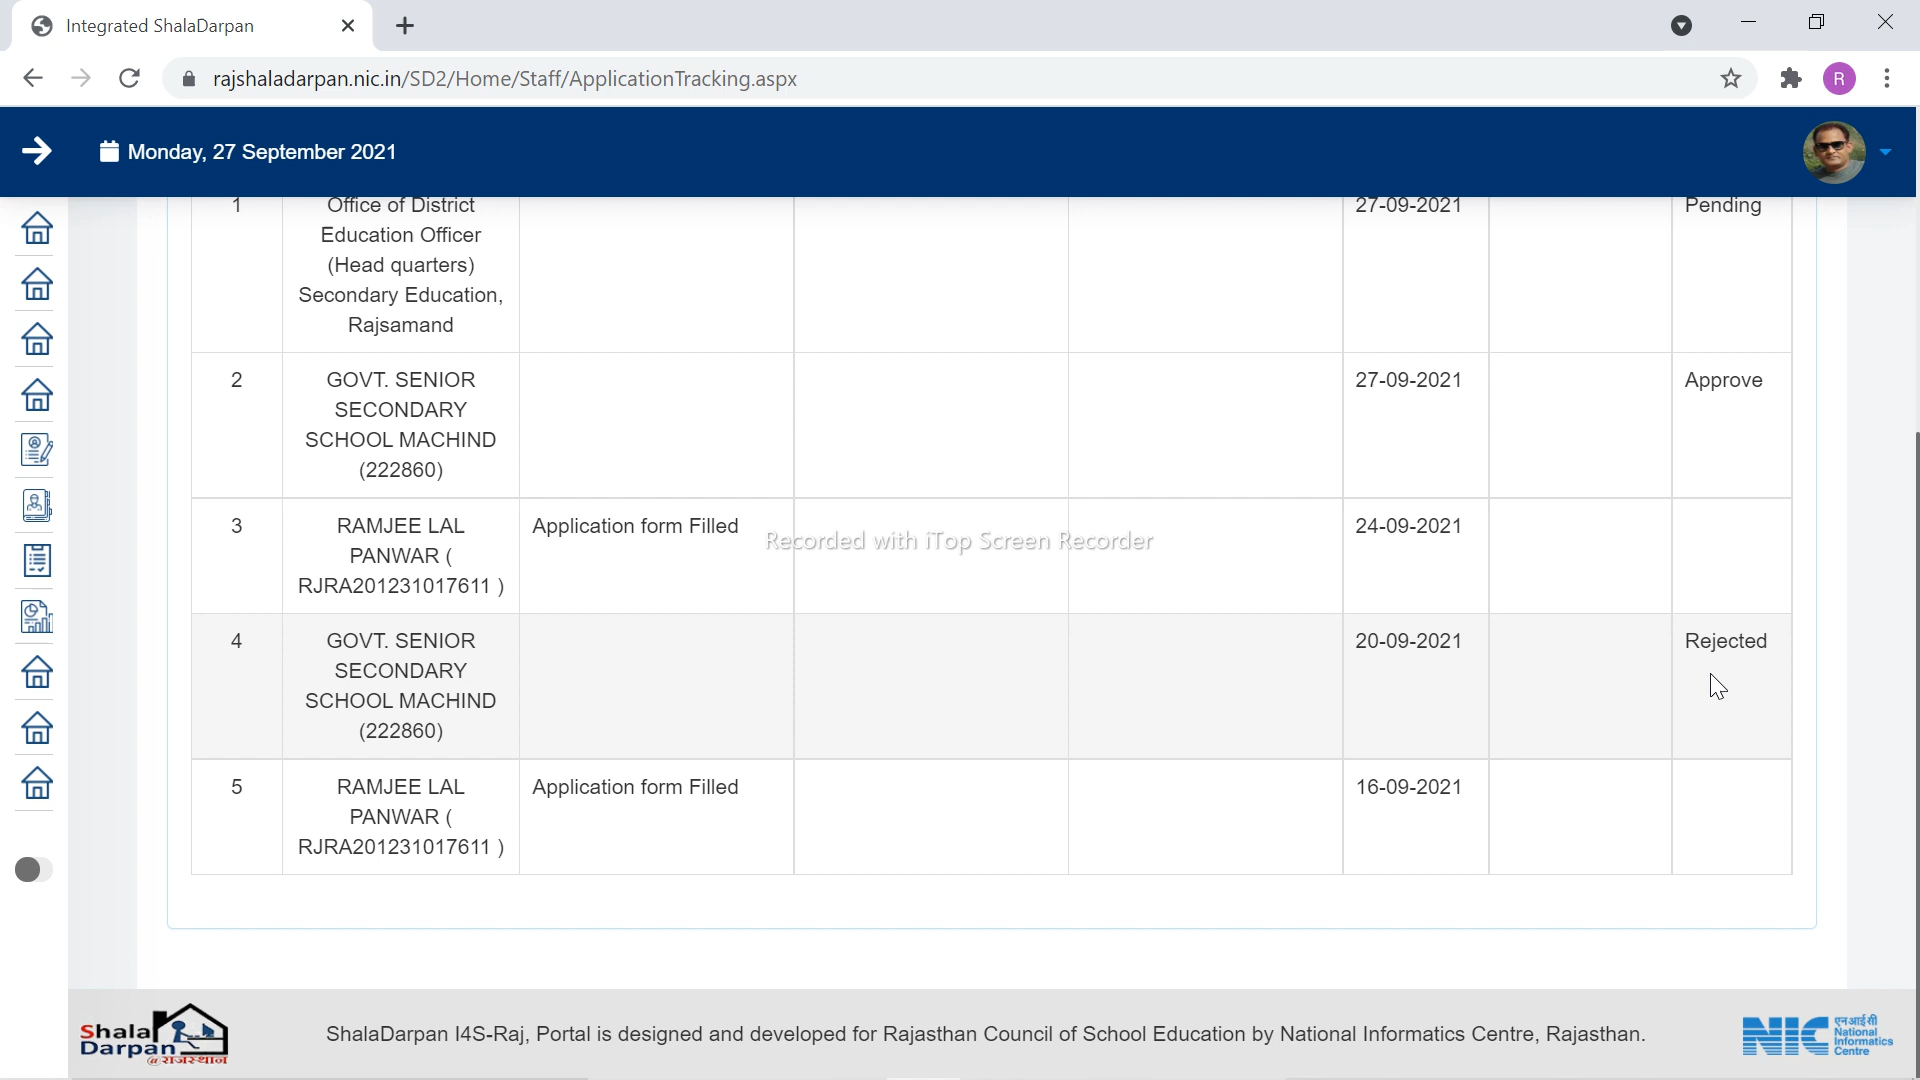 Integrated ShalaDarpan
rajshaladarpan.nic.in/SD2/Home/Staff/ApplicationTracking.aspx
R
Monday, 27 September 2021
1
Office of District
Education Officer
(Head quarters)
Secondary Education,
Rajsamand
27-09-2021
Pending
2
GOVT. SENIOR
SECONDARY
SCHOOL MACHIND
(222860)
27-09-2021
Approve
3
RAMJEE LAL
PANWAR (
RJRA201231017611 )
Application form Filled
24-09-2021
Recorded with iTop Screen Recorder
4
GOVT. SENIOR
SECONDARY
SCHOOL MACHIND
(222860)
20-09-2021
Rejected
5
RAMJEE LAL
PANWAR (
RJRA201231017611 )
Application form Filled
16-09-2021
Shala
Darpan
@राजस्थान
ShalaDarpan I4S-Raj, Portal is designed and developed for Rajasthan Council of School Education by National Informatics Centre, Rajasthan.
NIC
एनआईसी
National
Informatics
Centre